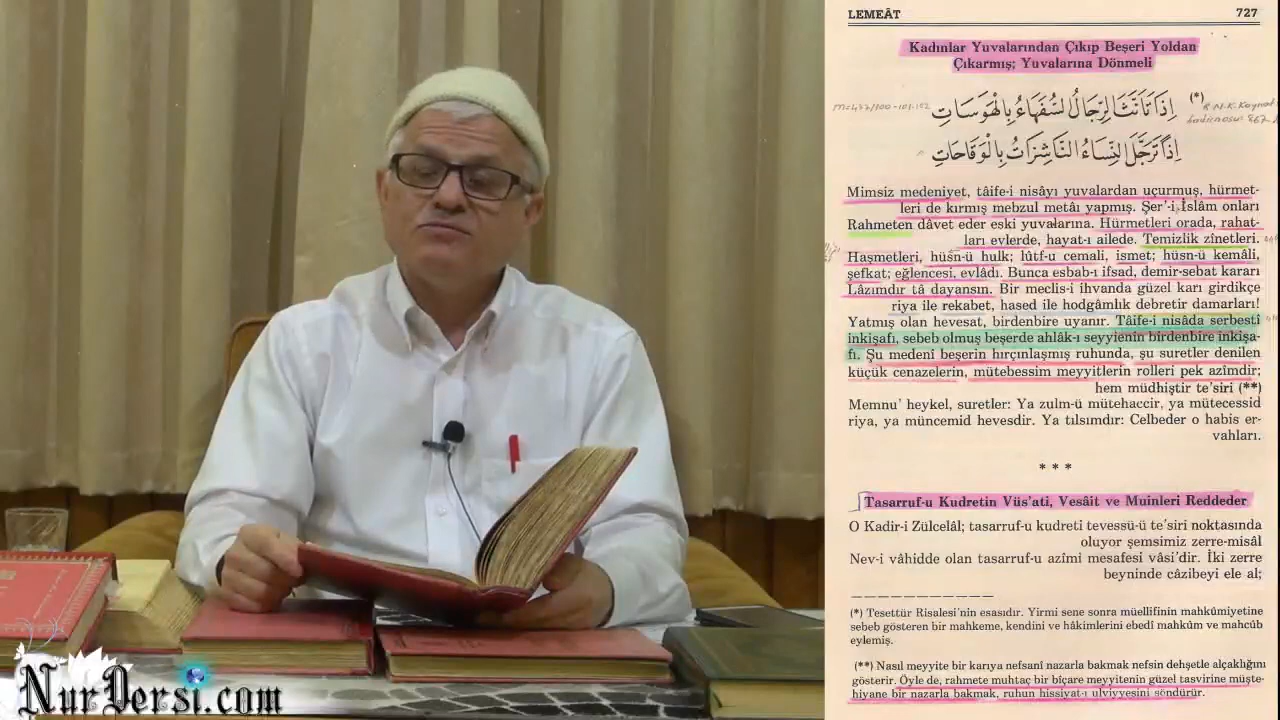 LEMEÂT 727
Kadınlar Yuvalarından Çıkıp Beşeri Yoldan
Çıkarmış; Yuvalarına Dönmeli
(*) اِذَا تَاَنَّثَ الرِّجَالُ السُّفَهَاءُ بِالْهَوَسَاتِ
اِذًا تَرَجَّلَ النِّسَاءُ النَّاشِزَاتُ بِالْوَقَاحَاتِ
Mimsiz medeniyet, tâife-i nisâyı yuvalardan uçurmuş, hürmet-
leri de kırmış mebzul metâı yapmış. Şer'-i İslâm onları
Rahmeten dâvet eder eski yuvalarına. Hürmetleri orada, rahat-
ları evlerde, hayat-ı ailede. Temizlik zînetleri.
Haşmetleri, hüsn-ü hulk; lûtf-u cemali, ismet; hüsn-ü kemâli,
şefkat; eğlencesi, evlâdı. Bunca esbab-ı ifsad, demir-sebat kararı
Lâzımdır tâ dayansın. Bir meclis-i ihvanda güzel karı girdikçe
riya ile rekabet, hased ile hodgâmlık debretir damarları!
Yatmış olan hevesat, birdenbire uyanır. Tâife-i nisâda serbesti
inkişafı, sebeb olmuş beşerde ahlâk-ı seyyienin birdenbire inkişa-
fı. Şu medenî beşerin hırçınlaşmış ruhunda, şu suretler denilen
küçük cenazelerin, mütebessim meyyitlerin rolleri pek azîmdir;
hem müdhiştir te'siri (**)
Memnu' heykel, suretler: Ya zulm-ü mütehaccir, ya mütecessid
riya, ya müncemid hevesdir. Ya tılsımdır: Celbeder o habis er-
vahları.
* * *
Tasarruf-u Kudretin Vüs'ati, Vesâit ve Muinleri Reddeder
O Kadir-i Zülcelâl; tasarruf-u kudreti tevessü-ü te'siri noktasında
oluyor şemsimiz zerre-misâl
Nev-i vâhidde olan tasarruf-u azîmi mesafesi vâsi'dir. İki zerre
beyninde câzibeyi ele al;
(*) Tesettür Risalesi'nin esasıdır. Yirmi sene sonra müellifinin mahkûmiyetine
sebeb gösteren bir mahkeme, kendini ve hâkimlerini ebedî mahkûm ve mahcûb
eylemiş.
(**) Nasıl meyyite bir karıya nefsanî nazarla bakmak nefsin dehşetle alçaklığını
gösterir. Öyle de, rahmete muhtaç bir bîçare meyyitenin güzel tasvirine müşte-
hiyane bir nazarla bakmak, ruhun hissiyat-ı ulviyyesini söndürür.
NurDersi.com